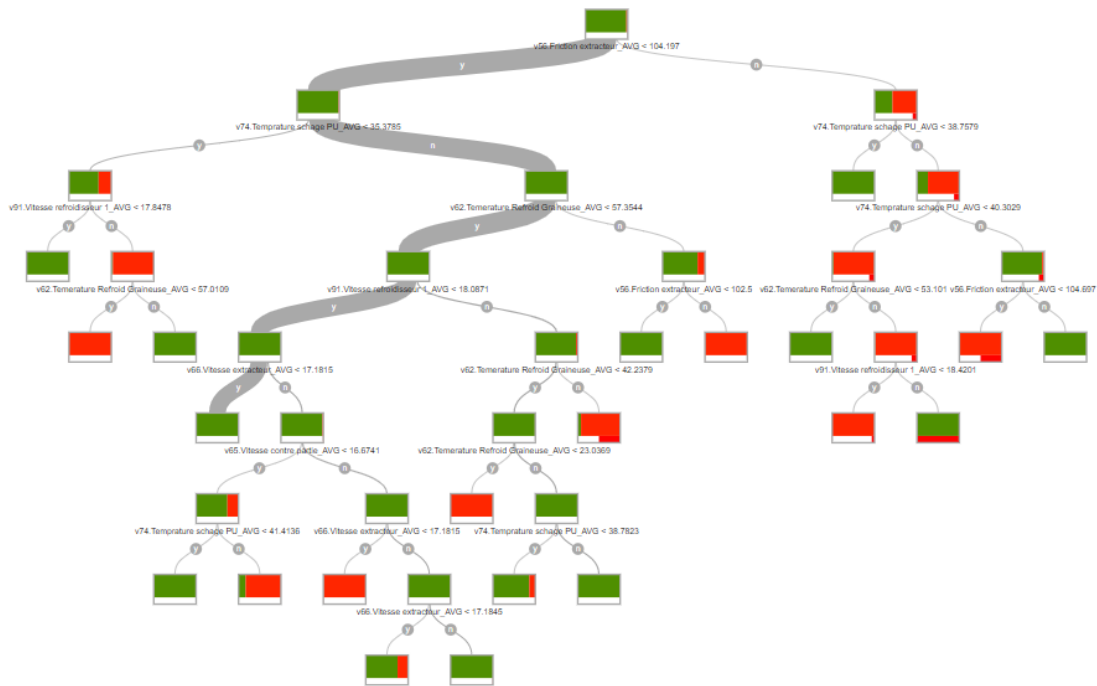 v56.Friction extracteur_AVG < 104.197
y
n
v74.Temprature schage PU_AVG < 35.3785
v74.Temprature schage PU_AVG < 38.7579
y
n
y
n
v91.Vitesse refroidisseur 1_AVG < 17.8478
v62.Temerature Refroid Graineuse_AVG < 57.3544
v74.Temprature schage PU_AVG < 40.3029
y
n
y
n
y
n
v62.Temerature Refroid Graineuse_AVG < 57.0109
v91.Vitesse refroidisseur 1_AVG < 18.0871
v56.Friction extracteur_AVG < 102.5
v62.Temerature Refroid Graineuse_AVG < 53.101
v56.Friction extracteur_AVG < 104.697
y
n
y
n
y
n
y
n
y
n
v66.Vitesse extracteur_AVG < 17.1815
v62.Temerature Refroid Graineuse_AVG < 42.2379
v91.Vitesse refroidisseur 1_AVG < 18.4201
y
n
y
n
y
n
v65.Vitesse contre partie_AVG < 16.6741
v62.Temerature Refroid Graineuse_AVG < 23.0369
y
n
y
n
v74.Temprature schage PU_AVG < 41.4136
v66.Vitesse extracteur_AVG < 17.1815
v74.Temprature schage PU_AVG < 38.7823
y
n
y
n
y
n
v66.Vitesse extracteur_AVG < 17.1845
y
n